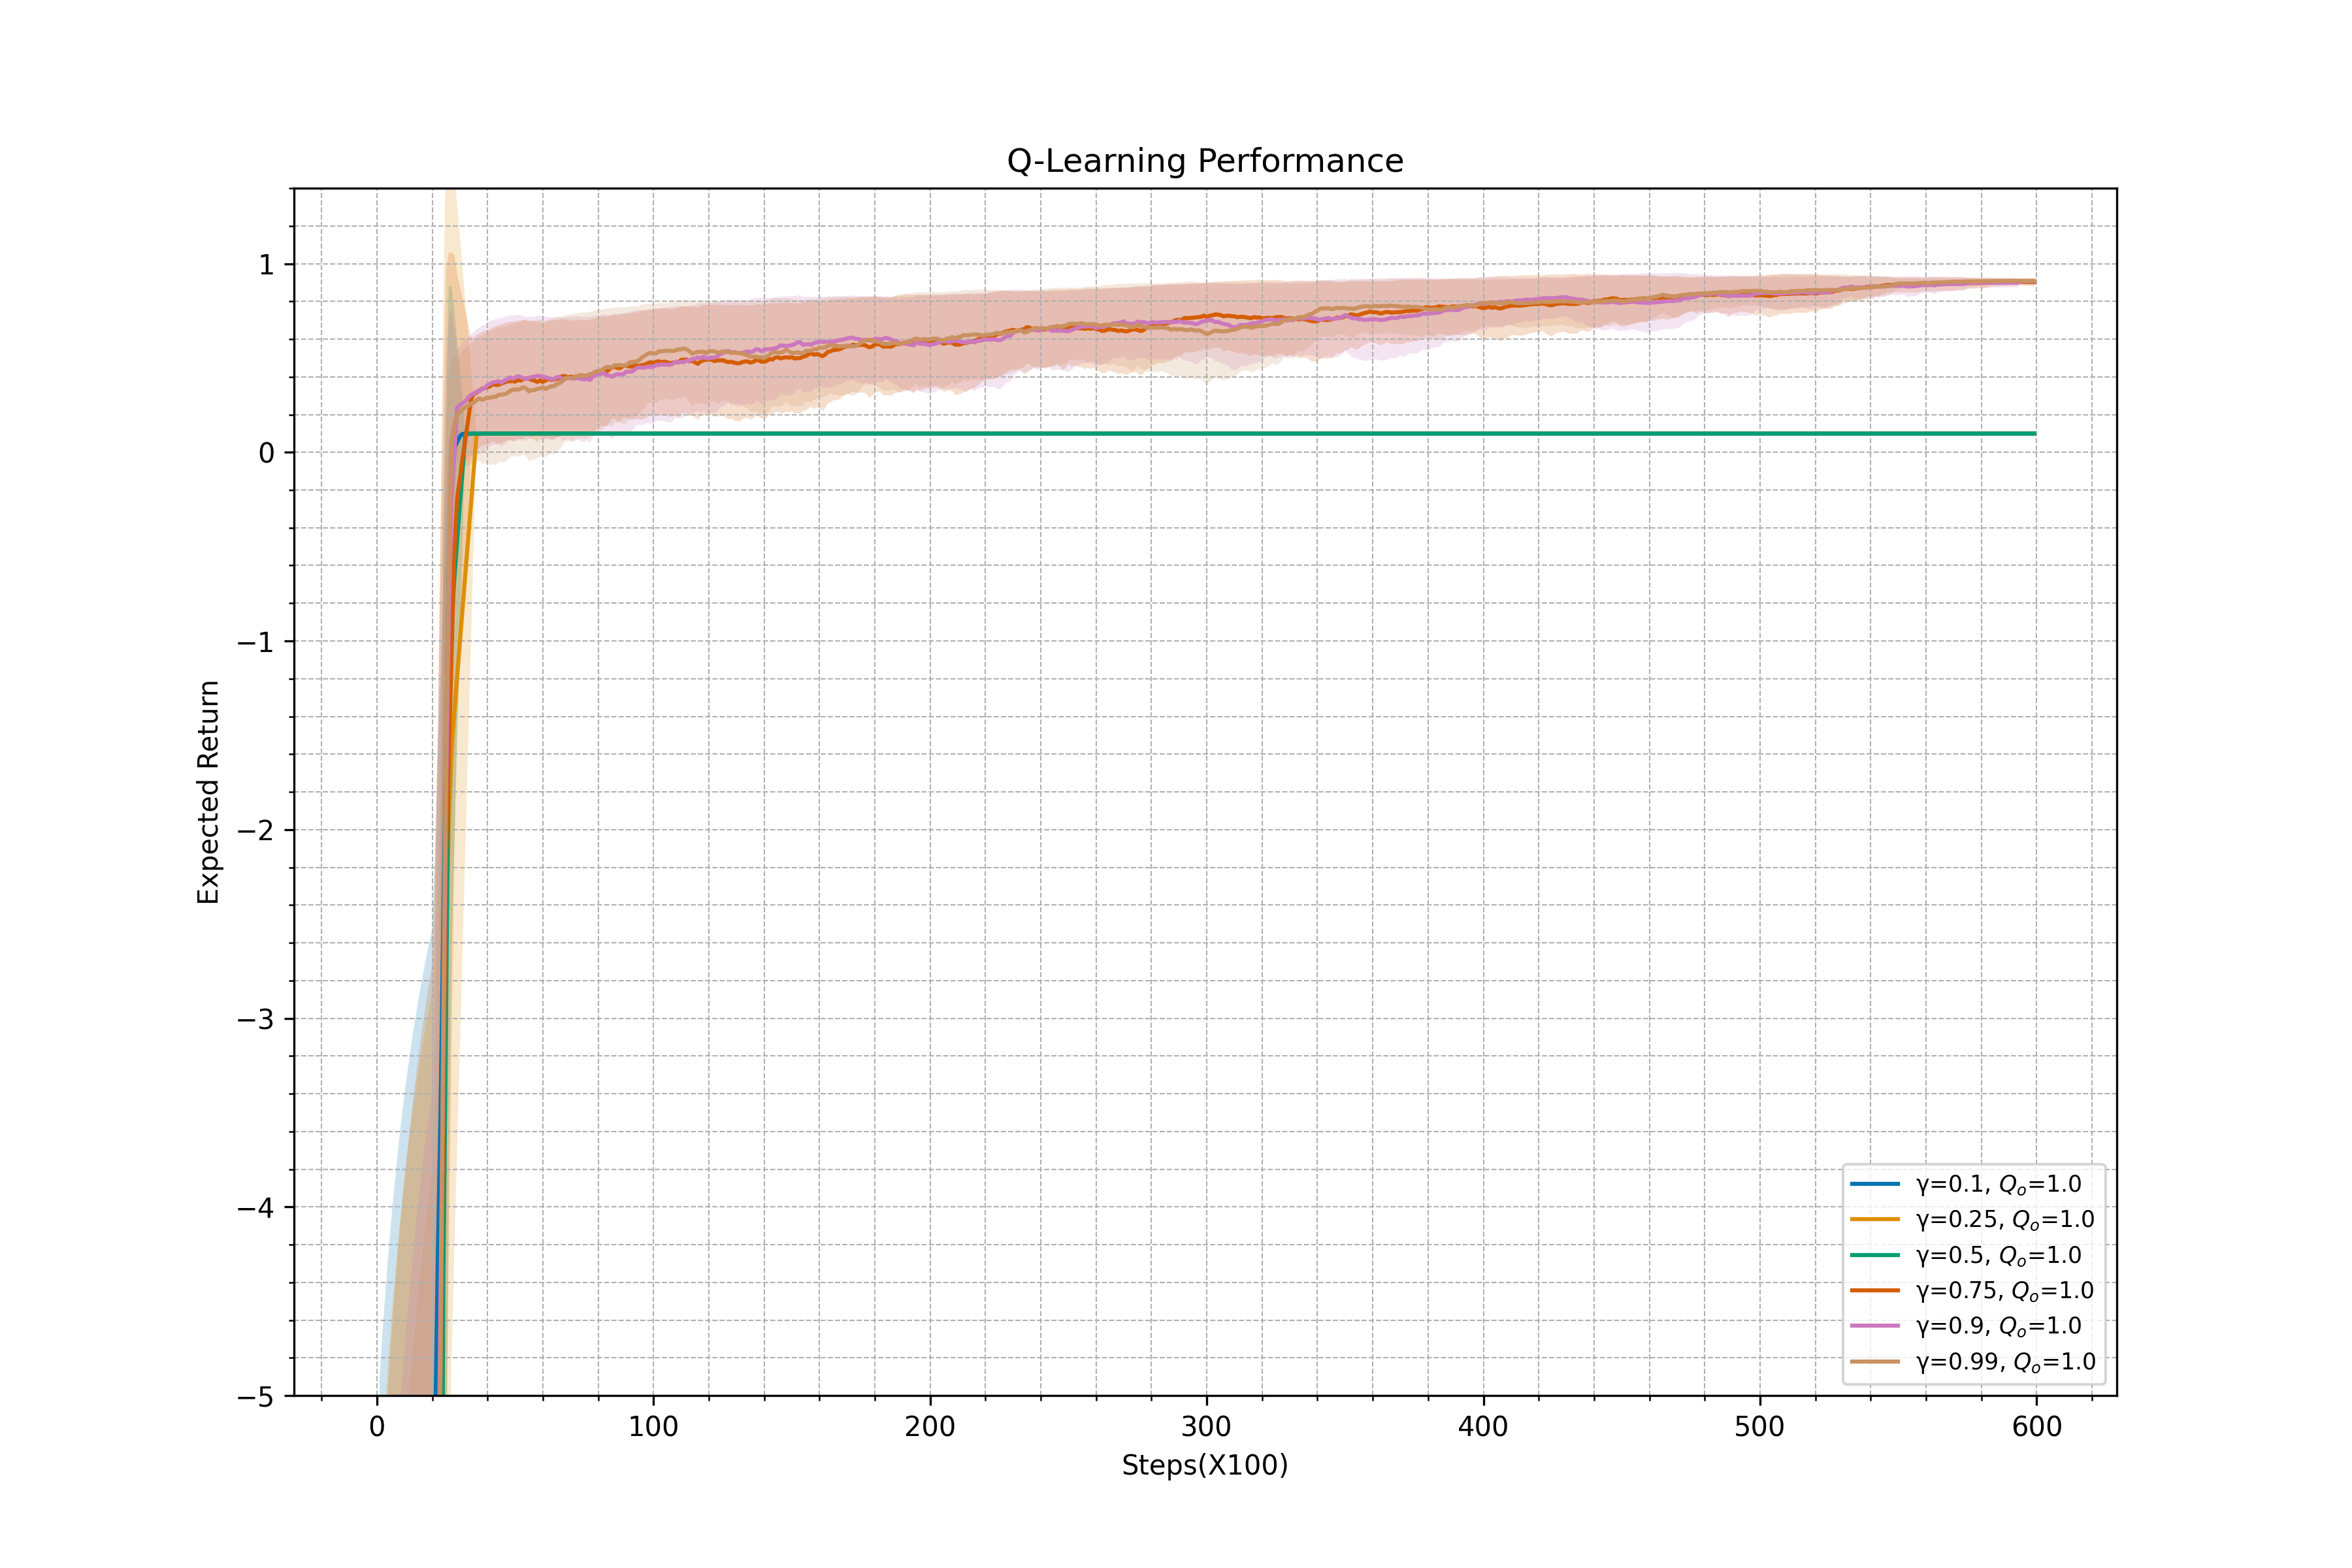 Q-Learning Performance
1
0
−1
−2
−3
−4
−5
Expected Return
0 100 200 300 400 500 600
Steps(X100)
γ=0.1, Qₒ=1.0
γ=0.25, Qₒ=1.0
γ=0.5, Qₒ=1.0
γ=0.75, Qₒ=1.0
γ=0.9, Qₒ=1.0
γ=0.99, Qₒ=1.0